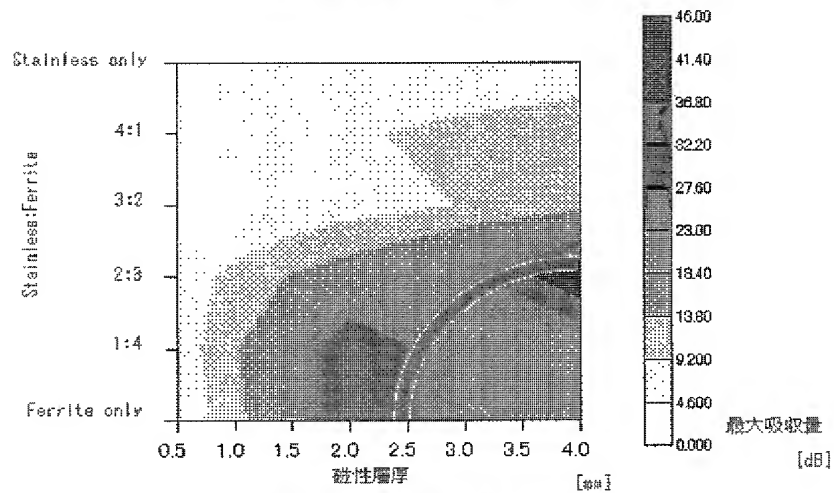 Stainless only
4:1
3:2
2:3
1:4
Ferrite only
Stainless:Ferrite
0.5 1.0 1.5 2.0 2.5 3.0 3.5 4.0
磁性層厚
[mm]
46.00
41.40
36.80
32.20
27.60
23.00
18.40
13.80
9.200
4.600
0.000
最大吸収量
[dB]